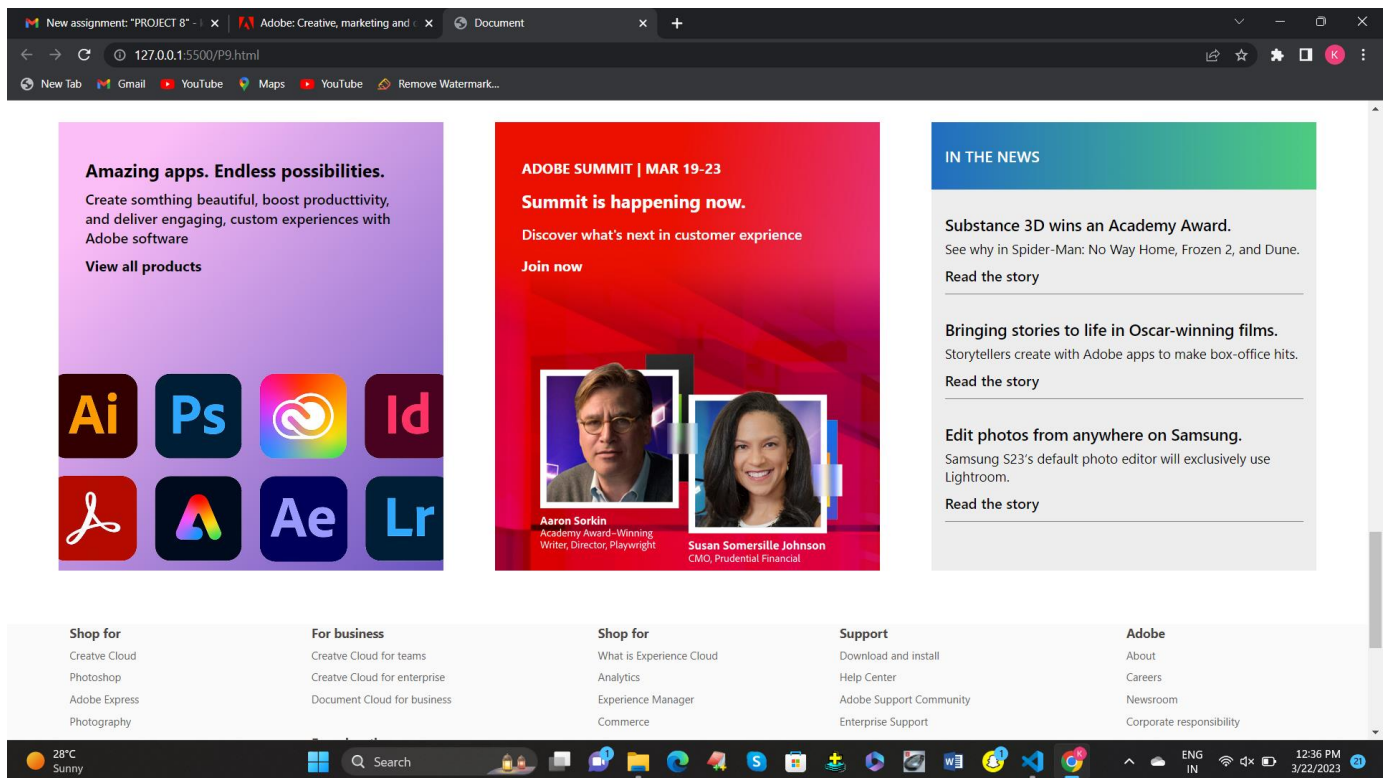 New assignment: "PROJECT 8" -
Adobe: Creative, marketing and
Document
127.0.0.1:5500/P9.html
K
New Tab
Gmail
YouTube
Maps
YouTube
Remove Watermark...
Amazing apps. Endless possibilities.
Create somthing beautiful, boost producttivity,
and deliver engaging, custom experiences with
Adobe software
View all products
Ai
Ps
Id
Ae
Lr
ADOBE SUMMIT | MAR 19-23
Summit is happening now.
Discover what's next in customer exprience
Join now
Aaron Sorkin
Academy Award–Winning
Writer, Director, Playwright
Susan Somersille Johnson
CMO, Prudential Financial
IN THE NEWS
Substance 3D wins an Academy Award.
See why in Spider-Man: No Way Home, Frozen 2, and Dune.
Read the story
Bringing stories to life in Oscar-winning films.
Storytellers create with Adobe apps to make box-office hits.
Read the story
Edit photos from anywhere on Samsung.
Samsung S23's default photo editor will exclusively use
Lightroom.
Read the story
Shop for
Creatve Cloud
Photoshop
Adobe Express
Photography
For business
Creatve Cloud for teams
Creatve Cloud for enterprise
Document Cloud for business
Shop for
What is Experience Cloud
Analytics
Experience Manager
Commerce
Support
Download and install
Help Center
Adobe Support Community
Enterprise Support
Adobe
About
Careers
Newsroom
Corporate responsibility
28°C
Sunny
Search
ENG
IN
12:36 PM
3/22/2023
21